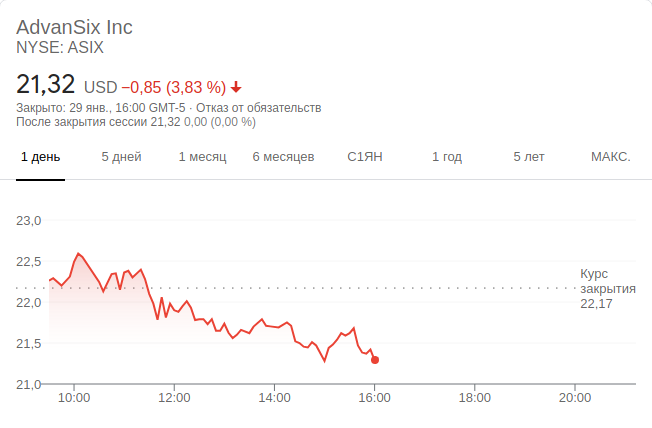 AdvanSix Inc
NYSE: ASIX
21,32 USD −0,85 (3,83 %)
Закрыто: 29 янв., 16:00 GMT-5 · Отказ от обязательств
После закрытия сессии 21,32 0,00 (0,00 %)
1 день 5 дней 1 месяц 6 месяцев С1ЯН 1 год 5 лет МАКС.
23,0
22,5
Курс
закрытия
22,17
22,0
21,5
21,0
10:00 12:00 14:00 16:00 18:00 20:00